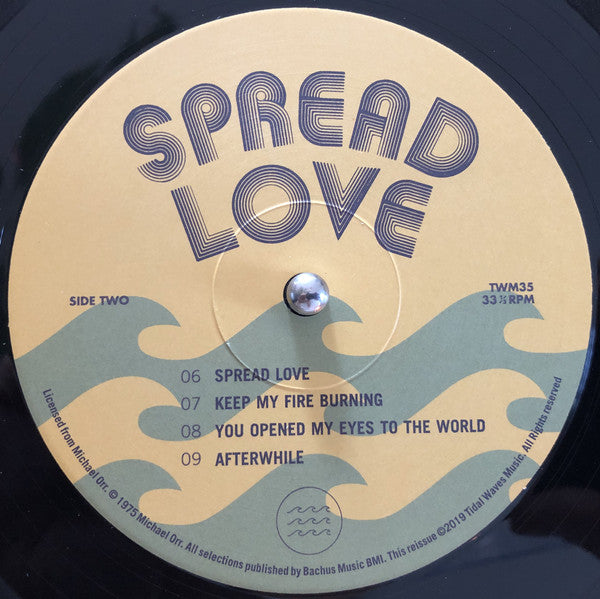 SPREAD
LOVE
SIDE TWO
TWM35
33 ⅓ RPM
06 SPREAD LOVE
07 KEEP MY FIRE BURNING
08 YOU OPENED MY EYES TO THE WORLD
09 AFTERWHILE
Licensed from Michael Orr. © 1975 Michael Orr. All selections published by Bachus Music BMI. This reissue ©2019 Tidal Waves Music. All Rights reserved